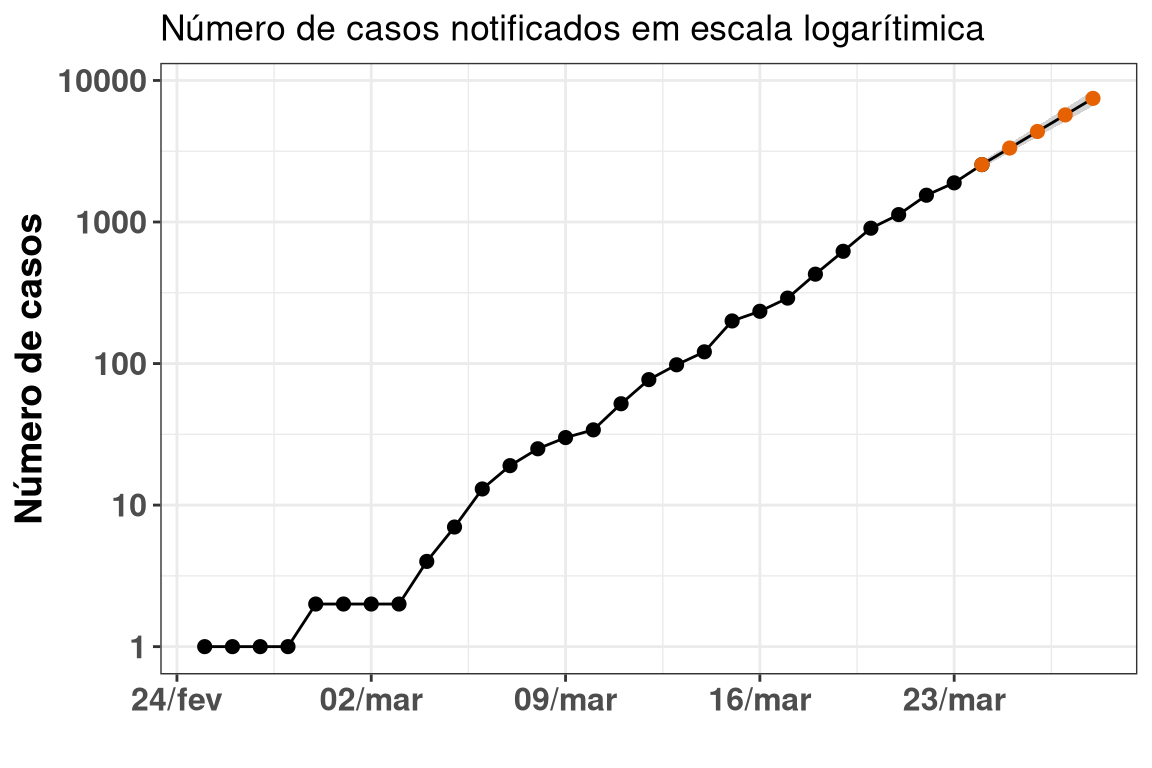 Número de casos notificados em escala logarítimica
Número de casos
10000
1000
100
10
1
24/fev
02/mar
09/mar
16/mar
23/mar